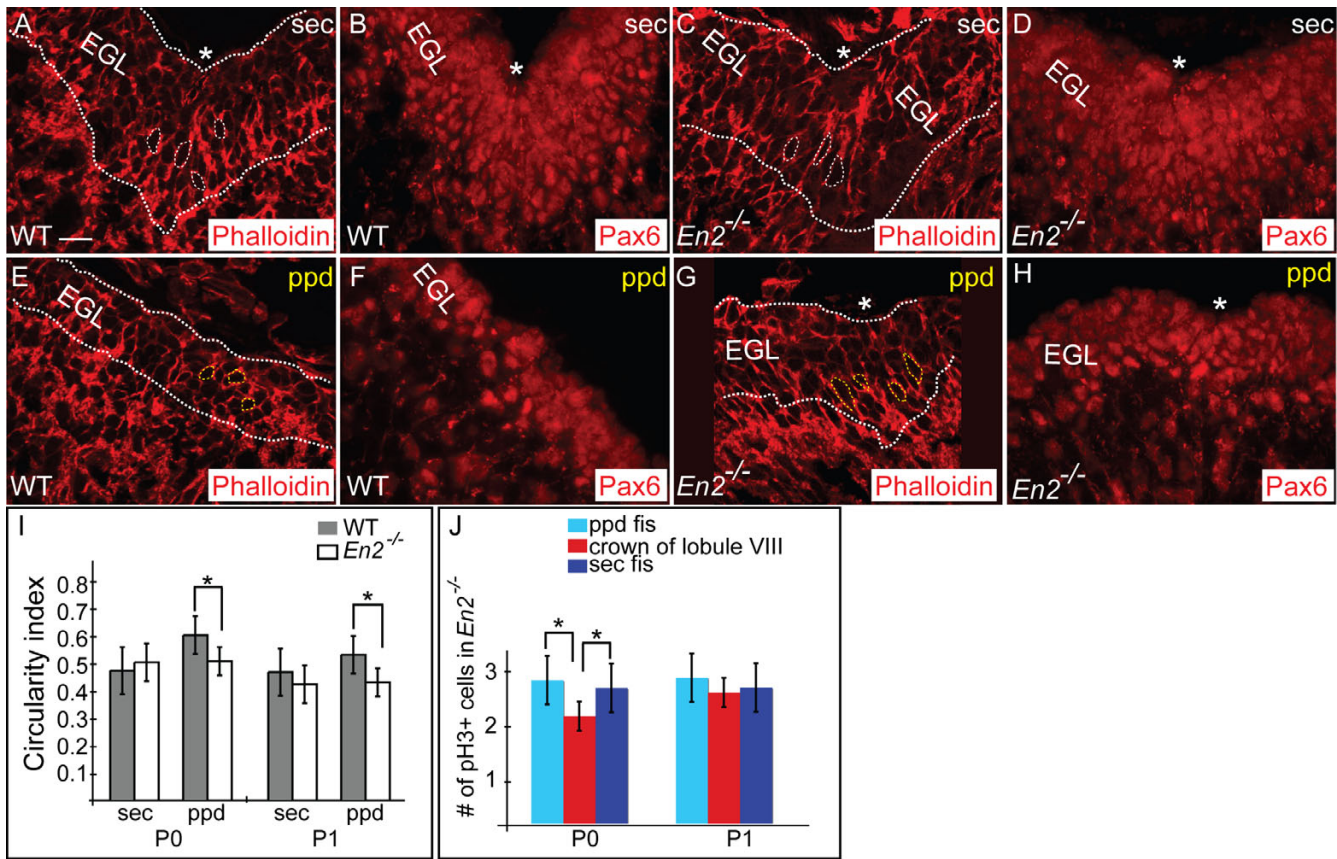 A EGL * sec WT Phalloidin
B EGL * WT Pax6
C sec EGL * EGL En2-/- Phalloidin
D sec EGL * En2-/- Pax6
E ppd EGL WT Phalloidin
F ppd EGL WT Pax6
G ppd * EGL En2-/- Phalloidin
H ppd * EGL En2-/- Pax6
I
WT
En2-/-
Circularity index
0.8
0.7
0.6
0.5
0.4
0.3
0.2
0.1
* *
sec ppd sec ppd
P0 P1
J
ppd fis
crown of lobule VIII
sec fis
# of pH3+ cells in En2-/-
3
2
1
* *
P0 P1